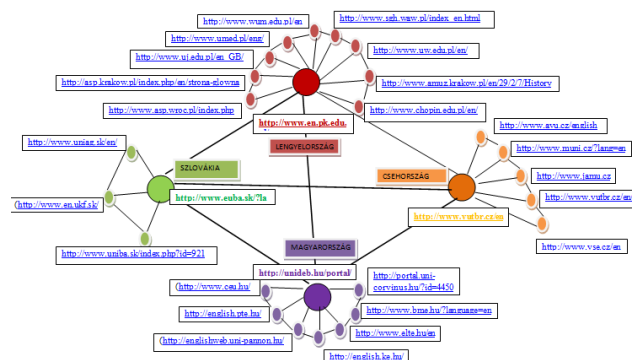 http://www.wum.edu.pl/en
http://www.szh.waw.pl/index_en.html
http://www.umed.pl/enz/
http://www.uw.edu.pl/en/
http://www.uj.edu.pl/en_GB/
http://asp.krakow.pl/index.php/en/strona-glowna
http://www.amuz.krakow.pl/en/29/2/7/History
http://www.asp.wroc.pl/index.php
http://www.chopin.edu.pl/en/
http://www.en.pk.edu.
LENGYELORSZÁG
http://www.avu.cz/english
http://www.uniag.sk/en/
http://www.muni.cz/?lang=en
SZLOVÁKIA
CSEHORSZÁG
http://www.jamu.cz
http://www.euba.sk/?la
http://www.vutbr.cz/en
(http://www.en.ukf.sk/
http://www.vutbr.cz/en
http://www.vse.cz/en
http://www.uniba.sk/index.php?id=921
MAGYARORSZÁG
http://unideb.hu/portal/
http://portal.uni-
corvinus.hu/?id=4450
(http://www.ceu.hu/
http://www.bme.hu/?language=en
http://english.pte.hu/
http://www.elte.hu/en
(http://englishweb.uni-pannon.hu/
http://english.ke.hu/